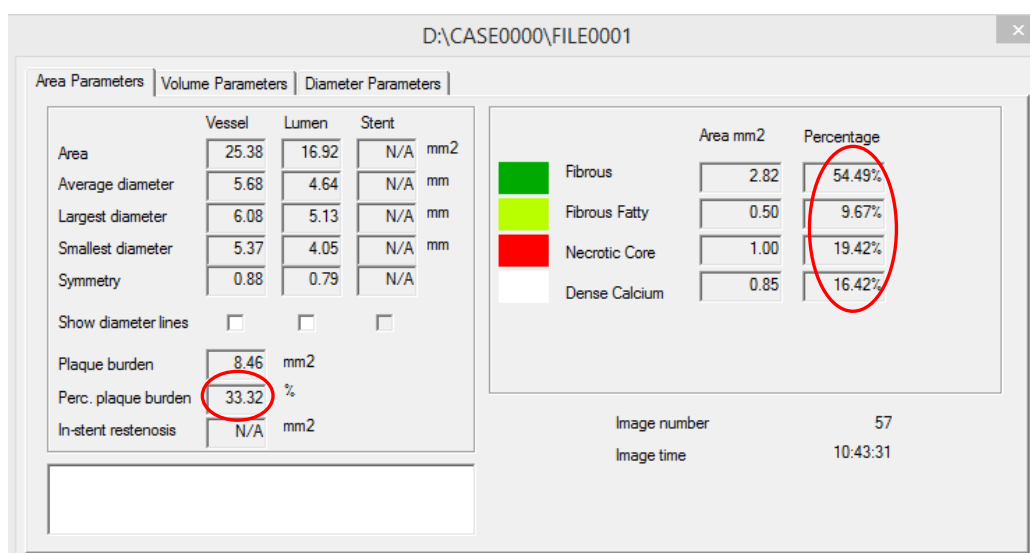 D:\CASE0000\FILE0001
Area Parameters Volume Parameters Diameter Parameters
Vessel Lumen Stent
Area 25.38 16.92 N/A mm2
Average diameter 5.68 4.64 N/A mm
Largest diameter 6.08 5.13 N/A mm
Smallest diameter 5.37 4.05 N/A mm
Symmetry 0.88 0.79 N/A
Show diameter lines
Plaque burden 8.46 mm2
Perc. plaque burden 33.32 %
In-stent restenosis N/A mm2
Area mm2 Percentage
Fibrous 2.82 54.49%
Fibrous Fatty 0.50 9.67%
Necrotic Core 1.00 19.42%
Dense Calcium 0.85 16.42%
Image number 57
Image time 10:43:31